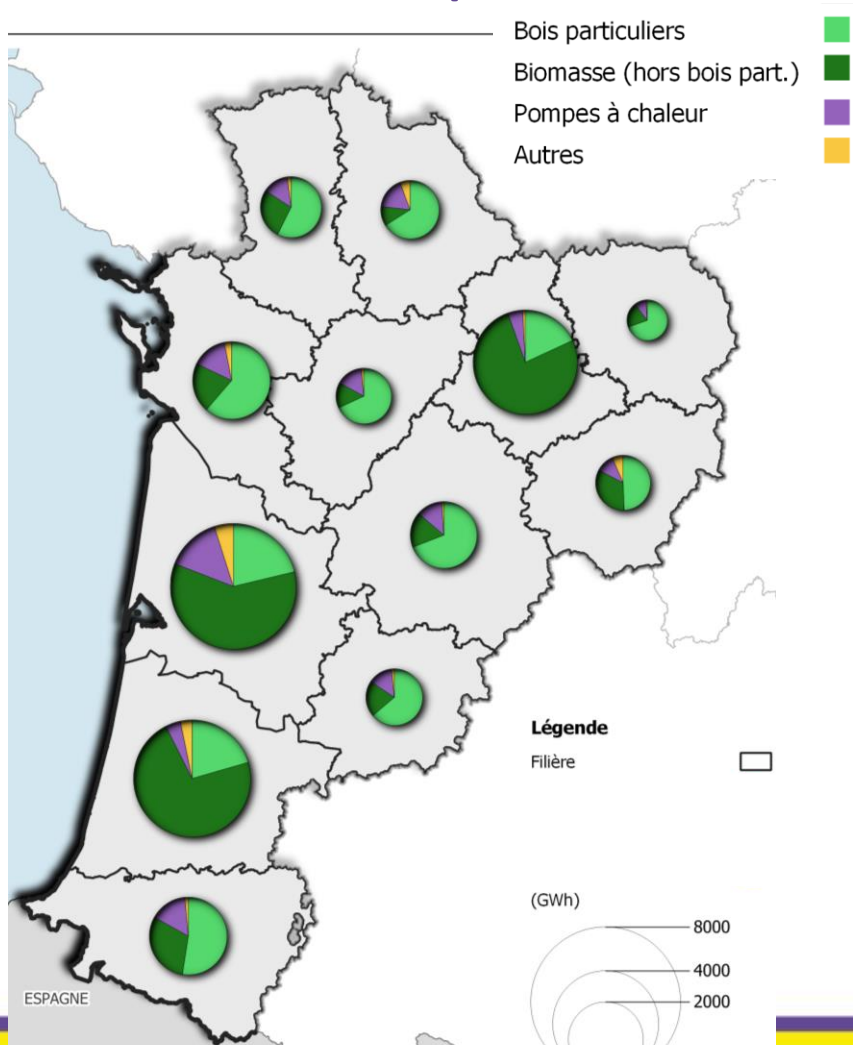 Bois particuliers
Biomasse (hors bois part.)
Pompes à chaleur
Autres
Légende
Filière
(GWh)
8000
4000
2000
ESPAGNE